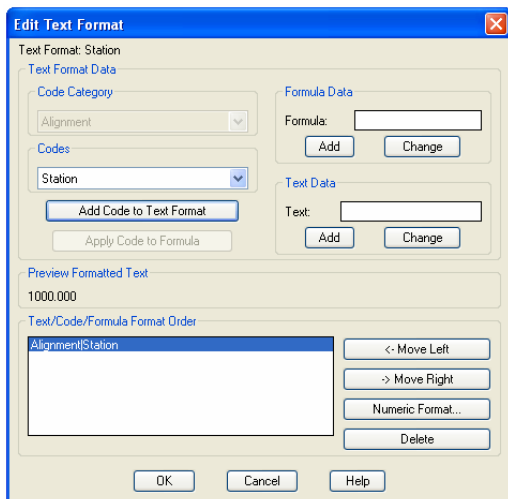 Edit Text Format
Text Format: Station
Text Format Data
Code Category
Alignment
Codes
Station
Add Code to Text Format
Apply Code to Formula
Formula Data
Formula:
Add
Change
Text Data
Text:
Add
Change
Preview Formatted Text
1000.000
Text/Code/Formula Format Order
Alignment|Station
<- Move Left
-> Move Right
Numeric Format...
Delete
OK
Cancel
Help